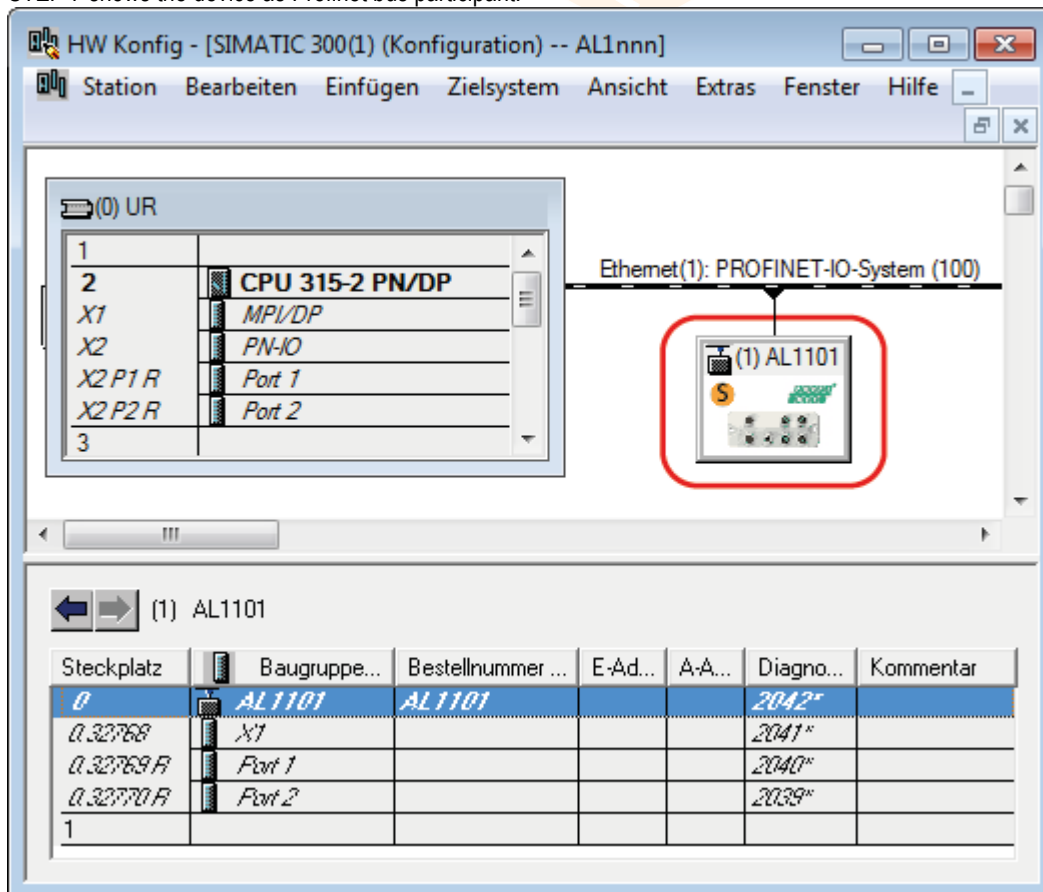 HW Konfig - [SIMATIC 300(1) (Konfiguration) -- AL1nnn]
Station Bearbeiten Einfügen Zielsystem Ansicht Extras Fenster Hilfe
(0) UR
1
2 CPU 315-2 PN/DP
X1 MPI/DP
X2 PN-IO
X2 P1 R Port 1
X2 P2 R Port 2
3
Ethernet(1): PROFINET-IO-System (100)
(1) AL1101
S
(1) AL1101
Steckplatz Baugruppe... Bestellnummer ... E-Ad... A-A... Diagno... Kommentar
0 AL1101 AL1101 2042*
0.32768 X1 2041*
0.32769 R Port 1 2040*
0.32770 R Port 2 2039*
1